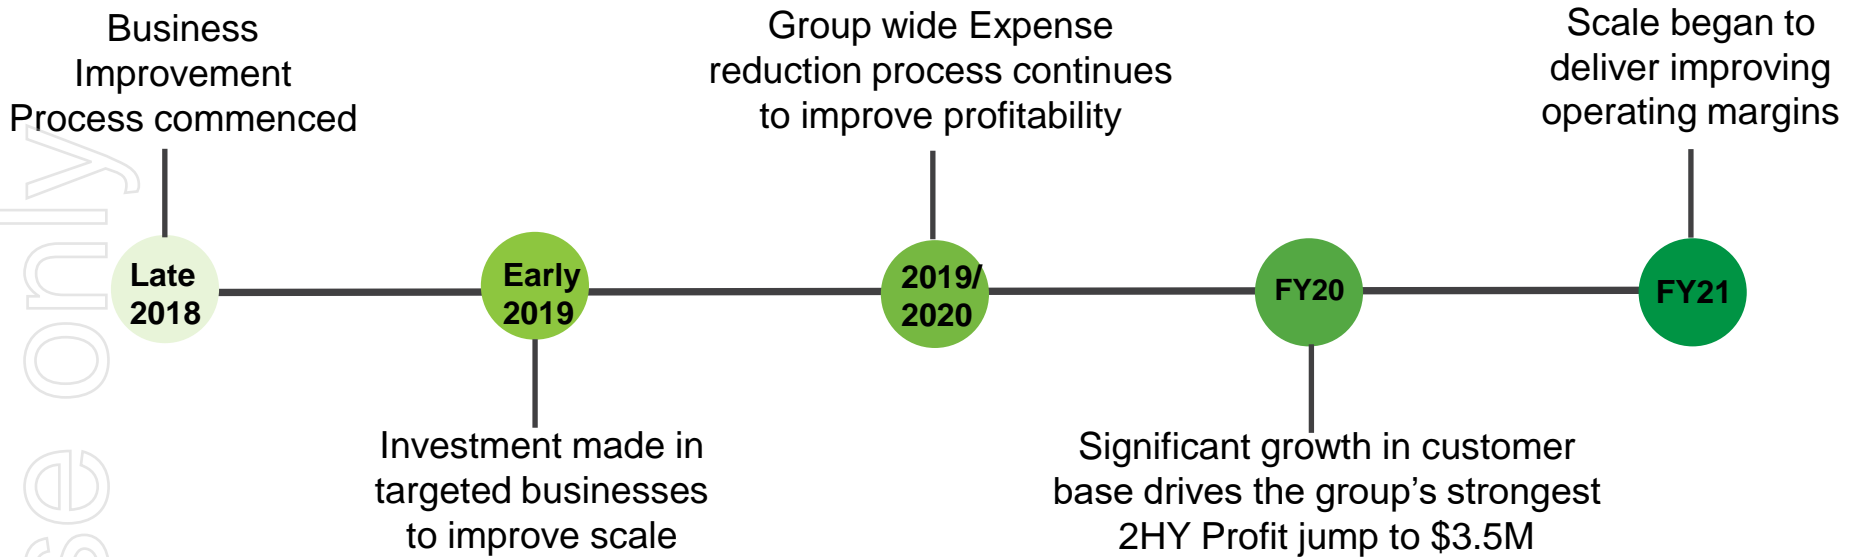 Business
Improvement
Process commenced
Group wide Expense
reduction process continues
to improve profitability
Scale began to
deliver improving
operating margins
Late
2018
Early
2019
2019/
2020
FY20
FY21
Investment made in
targeted businesses
to improve scale
Significant growth in customer
base drives the group’s strongest
2HY Profit jump to $3.5M
se only